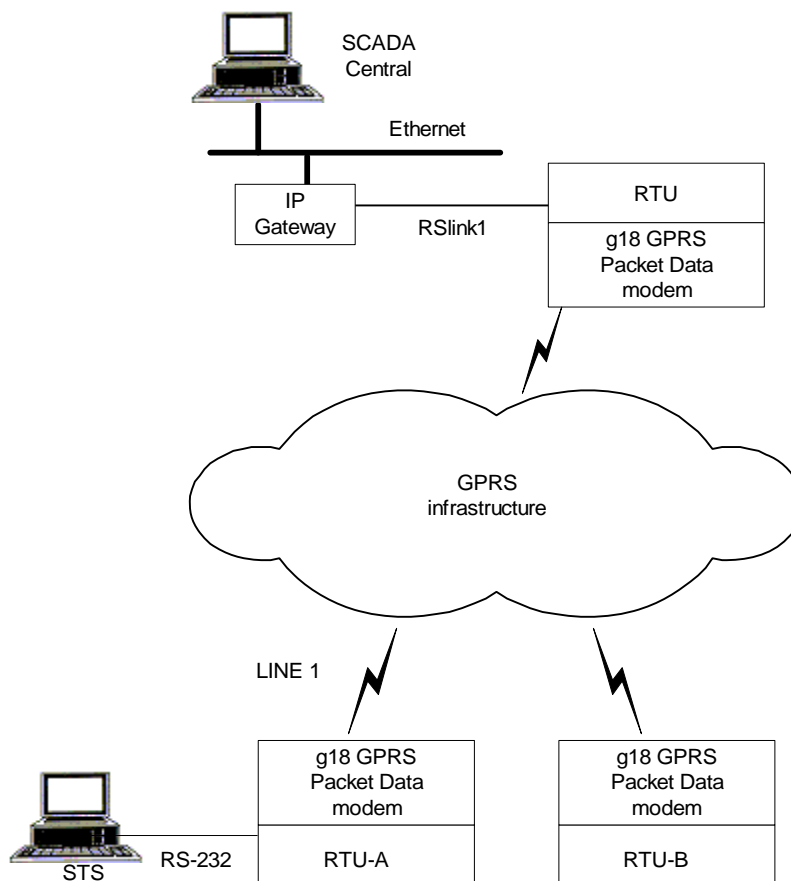 SCADA
Central
Ethernet
IP
Gateway
RSlink1
RTU
g18 GPRS
Packet Data
modem
GPRS
infrastructure
LINE 1
g18 GPRS
Packet Data
modem
RTU-A
g18 GPRS
Packet Data
modem
RTU-B
STS
RS-232